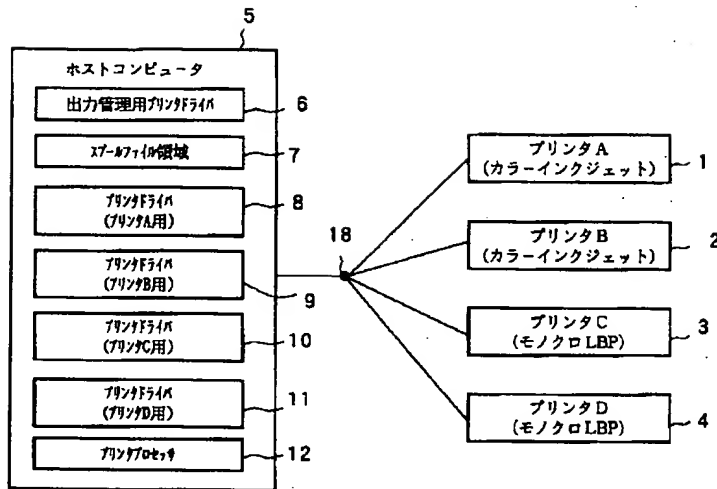 5
ホストコンピュータ
出力管理用プリンタドライバ
6
スプールファイル領域
7
プリンタドライバ
(プリンタA用)
8
プリンタドライバ
(プリンタB用)
9
プリンタドライバ
(プリンタC用)
10
プリンタドライバ
(プリンタD用)
11
プリンタプロセッサ
12
18
プリンタA
(カラーインクジェット)
1
プリンタB
(カラーインクジェット)
2
プリンタC
(モノクロLBP)
3
プリンタD
(モノクロLBP)
4